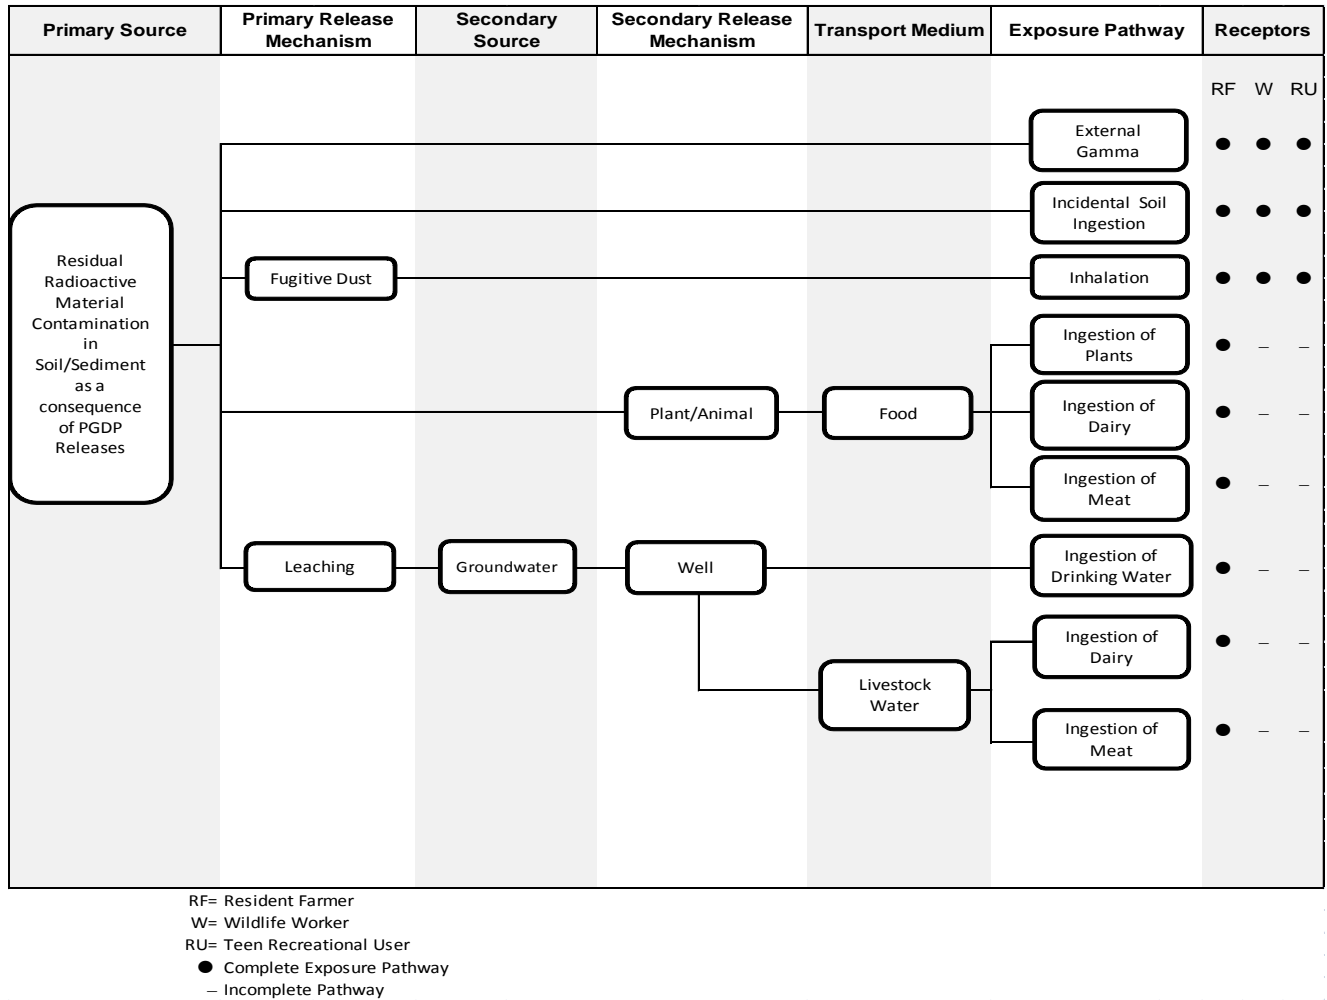 Primary Source
Primary Release
Mechanism
Secondary
Source
Secondary Release
Mechanism
Transport Medium
Exposure Pathway
Receptors
RF W RU
External
Gamma
● ● ●
Incidental Soil
Ingestion
● ● ●
Residual
Radioactive
Material
Contamination
in
Soil/Sediment
as a
consequence
of PGDP
Releases
Fugitive Dust
Inhalation
● ● ●
Ingestion of
Plants
● – –
Plant/Animal
Food
Ingestion of
Dairy
● – –
Ingestion of
Meat
● – –
Leaching
Groundwater
Well
Ingestion of
Drinking Water
● – –
Livestock
Water
Ingestion of
Dairy
● – –
Ingestion of
Meat
● – –
RF= Resident Farmer
W= Wildlife Worker
RU= Teen Recreational User
● Complete Exposure Pathway
– Incomplete Pathway